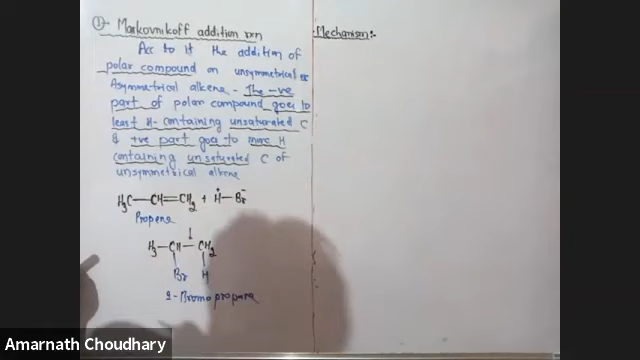 ① - Markovnikoff addition rxn
Acc to it the addition of
polar compound on unsymmetrical or
Asymmetrical alkene - The -ve
part of polar compound goes to
least H- containing unsaturated C
& +ve part goes to more H
containing unsaturated C of
unsymmetrical alkene
H₃C—CH=CH₂ + H—Br
Propene
H₃—CH—CH₂
Br H
2-Bromopropane
Mechanism:-
Amarnath Choudhary